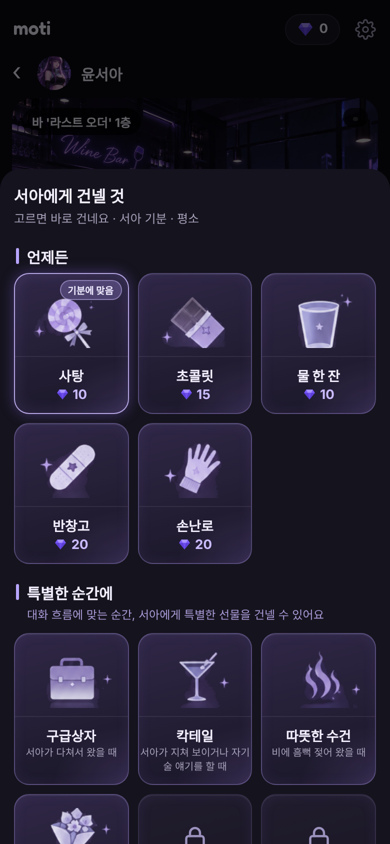 moti
0
윤서아
바 '라스트 오더' 1층
Wine Bar
서아에게 건넬 것
고르면 바로 건네요 · 서아 기분 · 평소
언제든
기분에 맞음
사탕
10
초콜릿
15
물 한 잔
10
반창고
20
손난로
20
특별한 순간에
대화 흐름에 맞는 순간, 서아에게 특별한 선물을 건넬 수 있어요
구급상자
서아가 다쳐서 왔을 때
칵테일
서아가 지쳐 보이거나 자기
술 얘기를 할 때
따뜻한 수건
비에 흠뻑 젖어 왔을 때